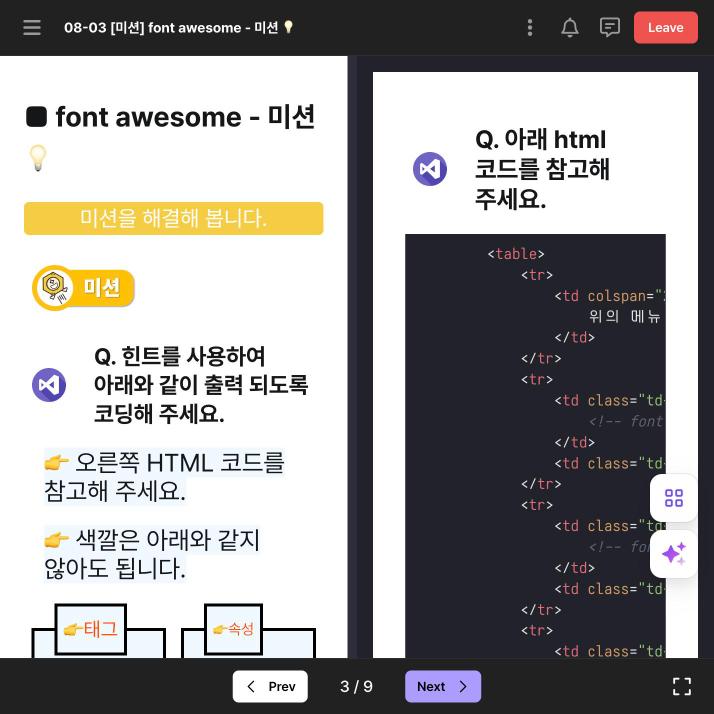 08-03 [미션] font awesome - 미션 💡
Leave
font awesome - 미션
💡
미션을 해결해 봅니다.
미션
Q. 힌트를 사용하여
아래와 같이 출력 되도록
코딩해 주세요.
👉 오른쪽 HTML 코드를
참고해 주세요.
👉 색깔은 아래와 같지
않아도 됩니다.
👉태그
👉속성
Q. 아래 html
코드를 참고해
주세요.
<table>
<tr>
<td colspan="
위의 메뉴
</td>
</tr>
<tr>
<td class="td-
<!-- font
</td>
<td class="td-
</tr>
<tr>
<td class="td-
<!-- fo
</td>
<td class="td-
</tr>
<tr>
<td class="td-
Prev
3 / 9
Next